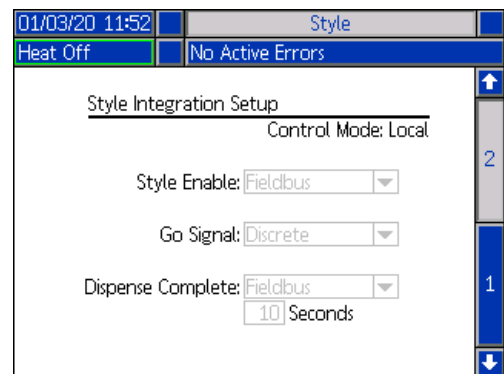 01/03/20 11:52 Style
Heat Off No Active Errors
Style Integration Setup
Control Mode: Local
2
Style Enable: Fieldbus
Go Signal: Discrete
Dispense Complete: Fieldbus
1
10 Seconds